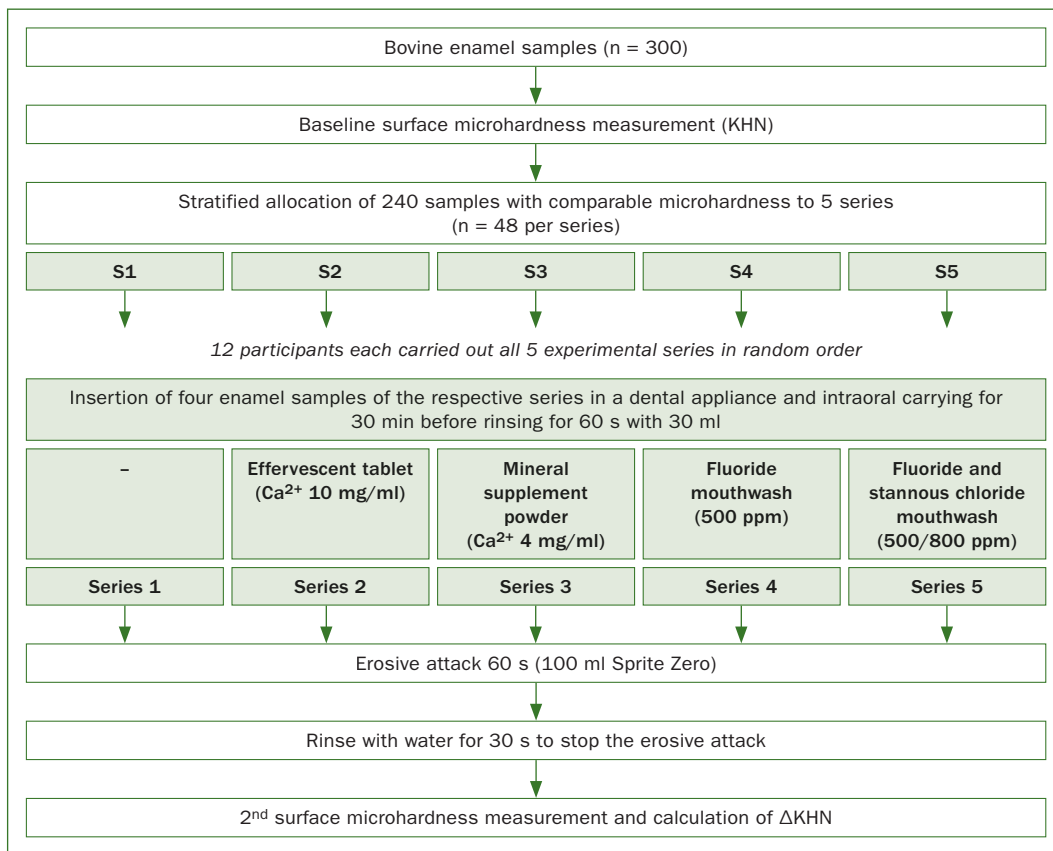 Bovine enamel samples (n = 300)
Baseline surface microhardness measurement (KHN)
Stratified allocation of 240 samples with comparable microhardness to 5 series
(n = 48 per series)
S1
S2
S3
S4
S5
12 participants each carried out all 5 experimental series in random order
Insertion of four enamel samples of the respective series in a dental appliance and intraoral carrying for
30 min before rinsing for 60 s with 30 ml
–
Effervescent tablet
(Ca²⁺ 10 mg/ml)
Mineral
supplement
powder
(Ca²⁺ 4 mg/ml)
Fluoride
mouthwash
(500 ppm)
Fluoride and
stannous chloride
mouthwash
(500/800 ppm)
Series 1
Series 2
Series 3
Series 4
Series 5
Erosive attack 60 s (100 ml Sprite Zero)
Rinse with water for 30 s to stop the erosive attack
2ⁿᵈ surface microhardness measurement and calculation of ΔKHN